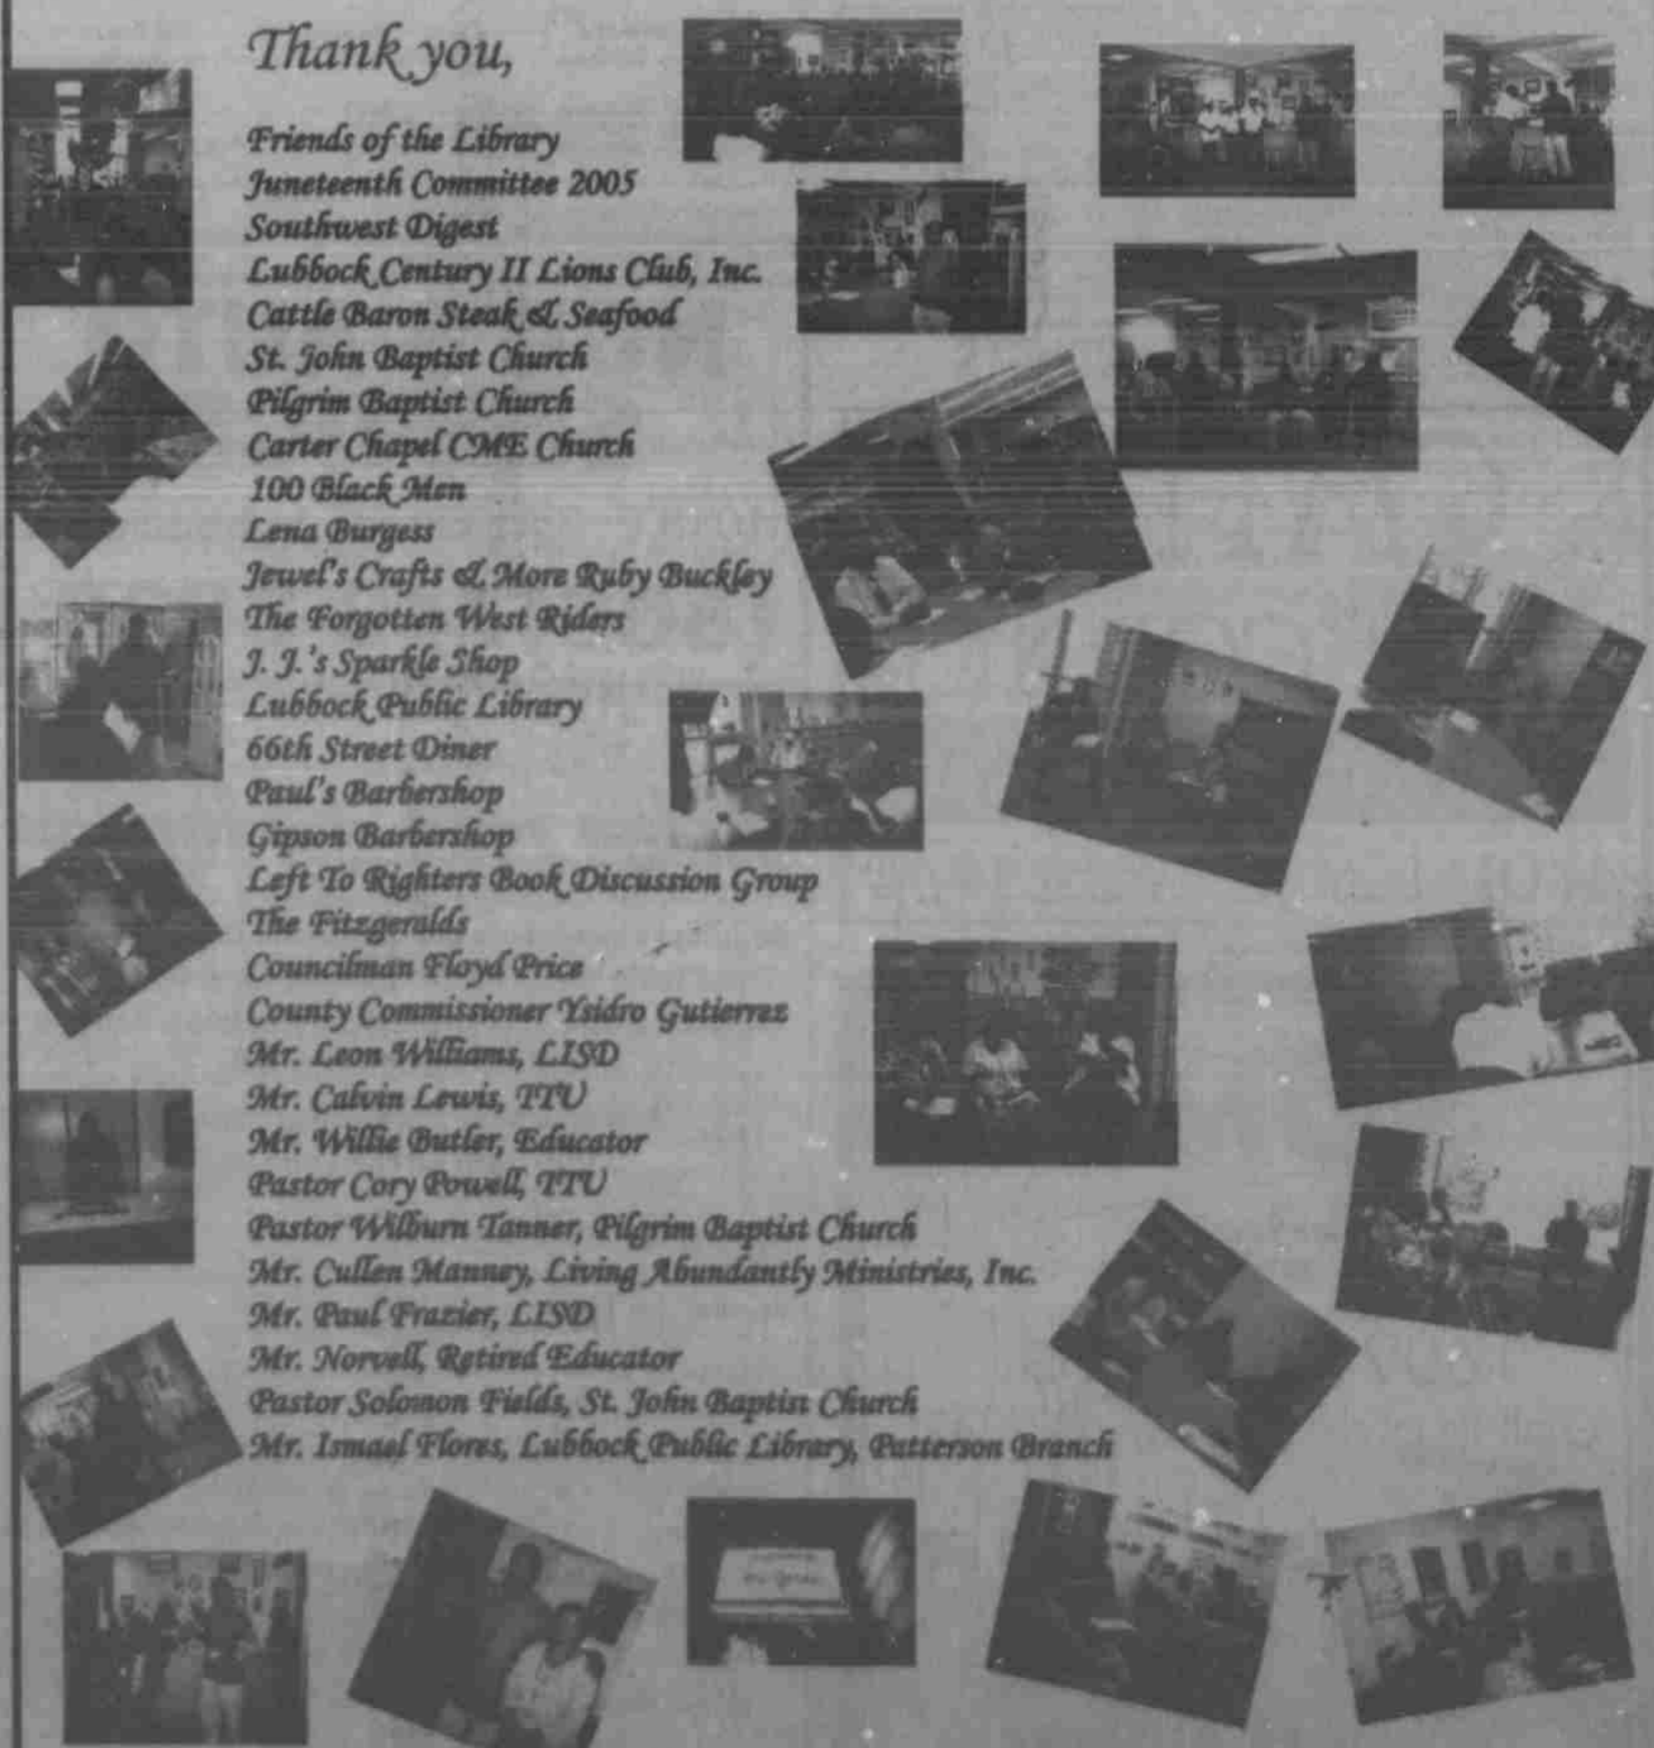 Thank you,
Friends of the Library
Juneteenth Committee 2005
Southwest Digest
Lubbock Century II Lions Club, Inc.
Cattle Baron Steak & Seafood
St. John Baptist Church
Pilgrim Baptist Church
Carter Chapel CME Church
100 Black Men
Lena Burgess
Jewel's Crafts & More Ruby Buckley
The Forgotten West Riders
J. J.'s Sparkle Shop
Lubbock Public Library
66th Street Diner
Paul's Barbershop
Gipson Barbershop
Left To Righters Book Discussion Group
The Fitzgeralds
Councilman Floyd Price
County Commissioner Ysidro Gutierrez
Mr. Leon Williams, LISD
Mr. Calvin Lewis, TTU
Mr. Willie Butler, Educator
Pastor Cory Powell, TTU
Pastor Wilburn Tanner, Pilgrim Baptist Church
Mr. Cullen Manney, Living Abundantly Ministries, Inc.
Mr. Paul Frazier, LISD
Mr. Norvell, Retired Educator
Pastor Solomon Fields, St. John Baptist Church
Mr. Ismael Flores, Lubbock Public Library, Patterson Branch